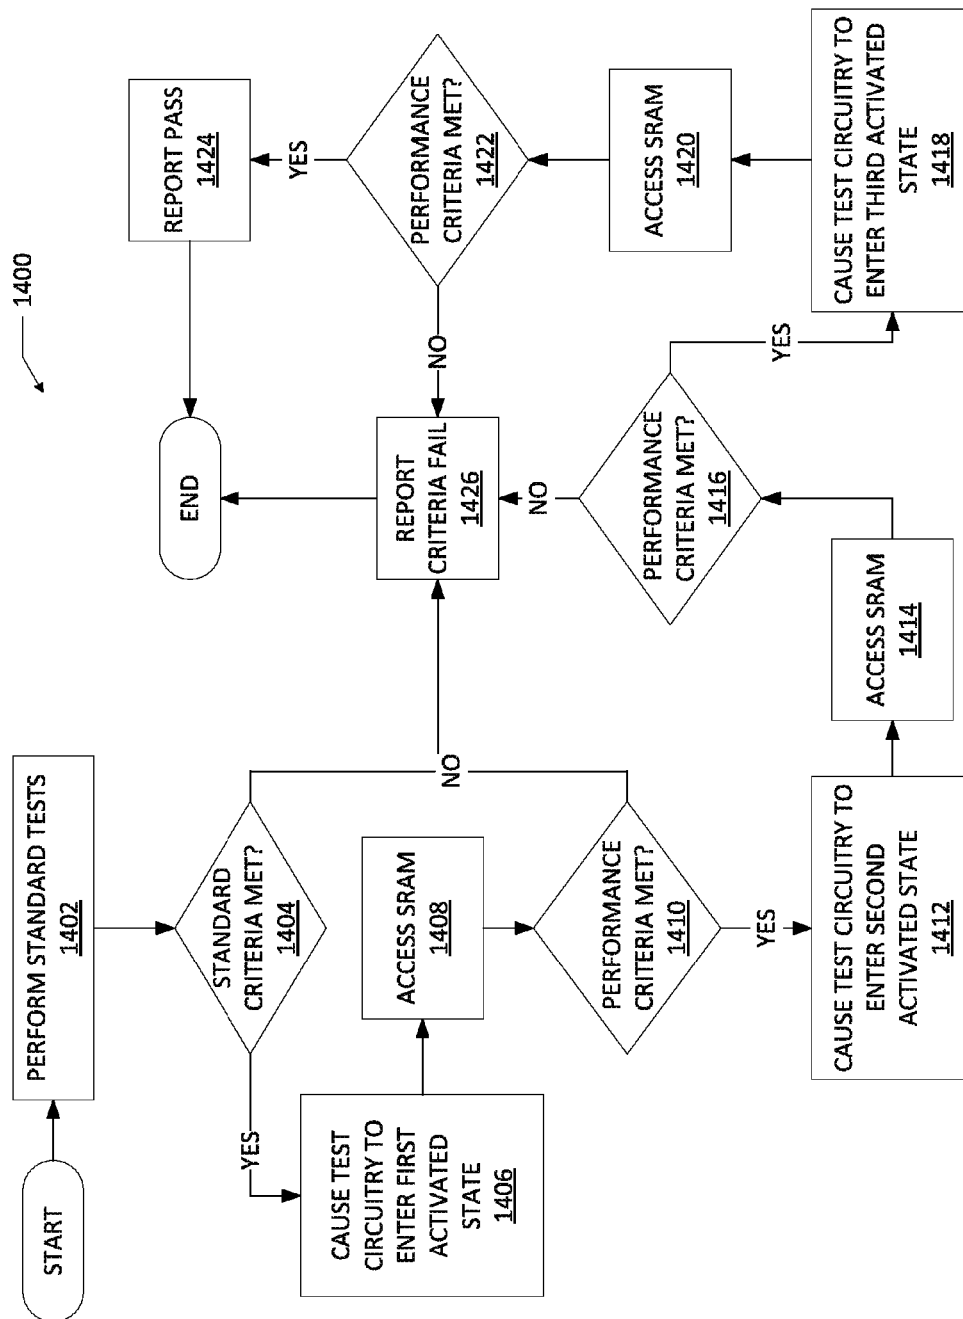 1400
START
PERFORM STANDARD TESTS
1402
STANDARD
CRITERIA MET?
1404
YES
NO
CAUSE TEST
CIRCUITRY TO
ENTER FIRST
ACTIVATED
STATE
1406
ACCESS SRAM
1408
PERFORMANCE
CRITERIA MET?
1410
YES
CAUSE TEST CIRCUITRY TO
ENTER SECOND
ACTIVATED STATE
1412
ACCESS SRAM
1414
PERFORMANCE
CRITERIA MET?
1416
NO
YES
CAUSE TEST CIRCUITRY TO
ENTER THIRD ACTIVATED
STATE
1418
ACCESS SRAM
1420
PERFORMANCE
CRITERIA MET?
1422
NO
YES
REPORT PASS
1424
REPORT
CRITERIA FAIL
1426
END